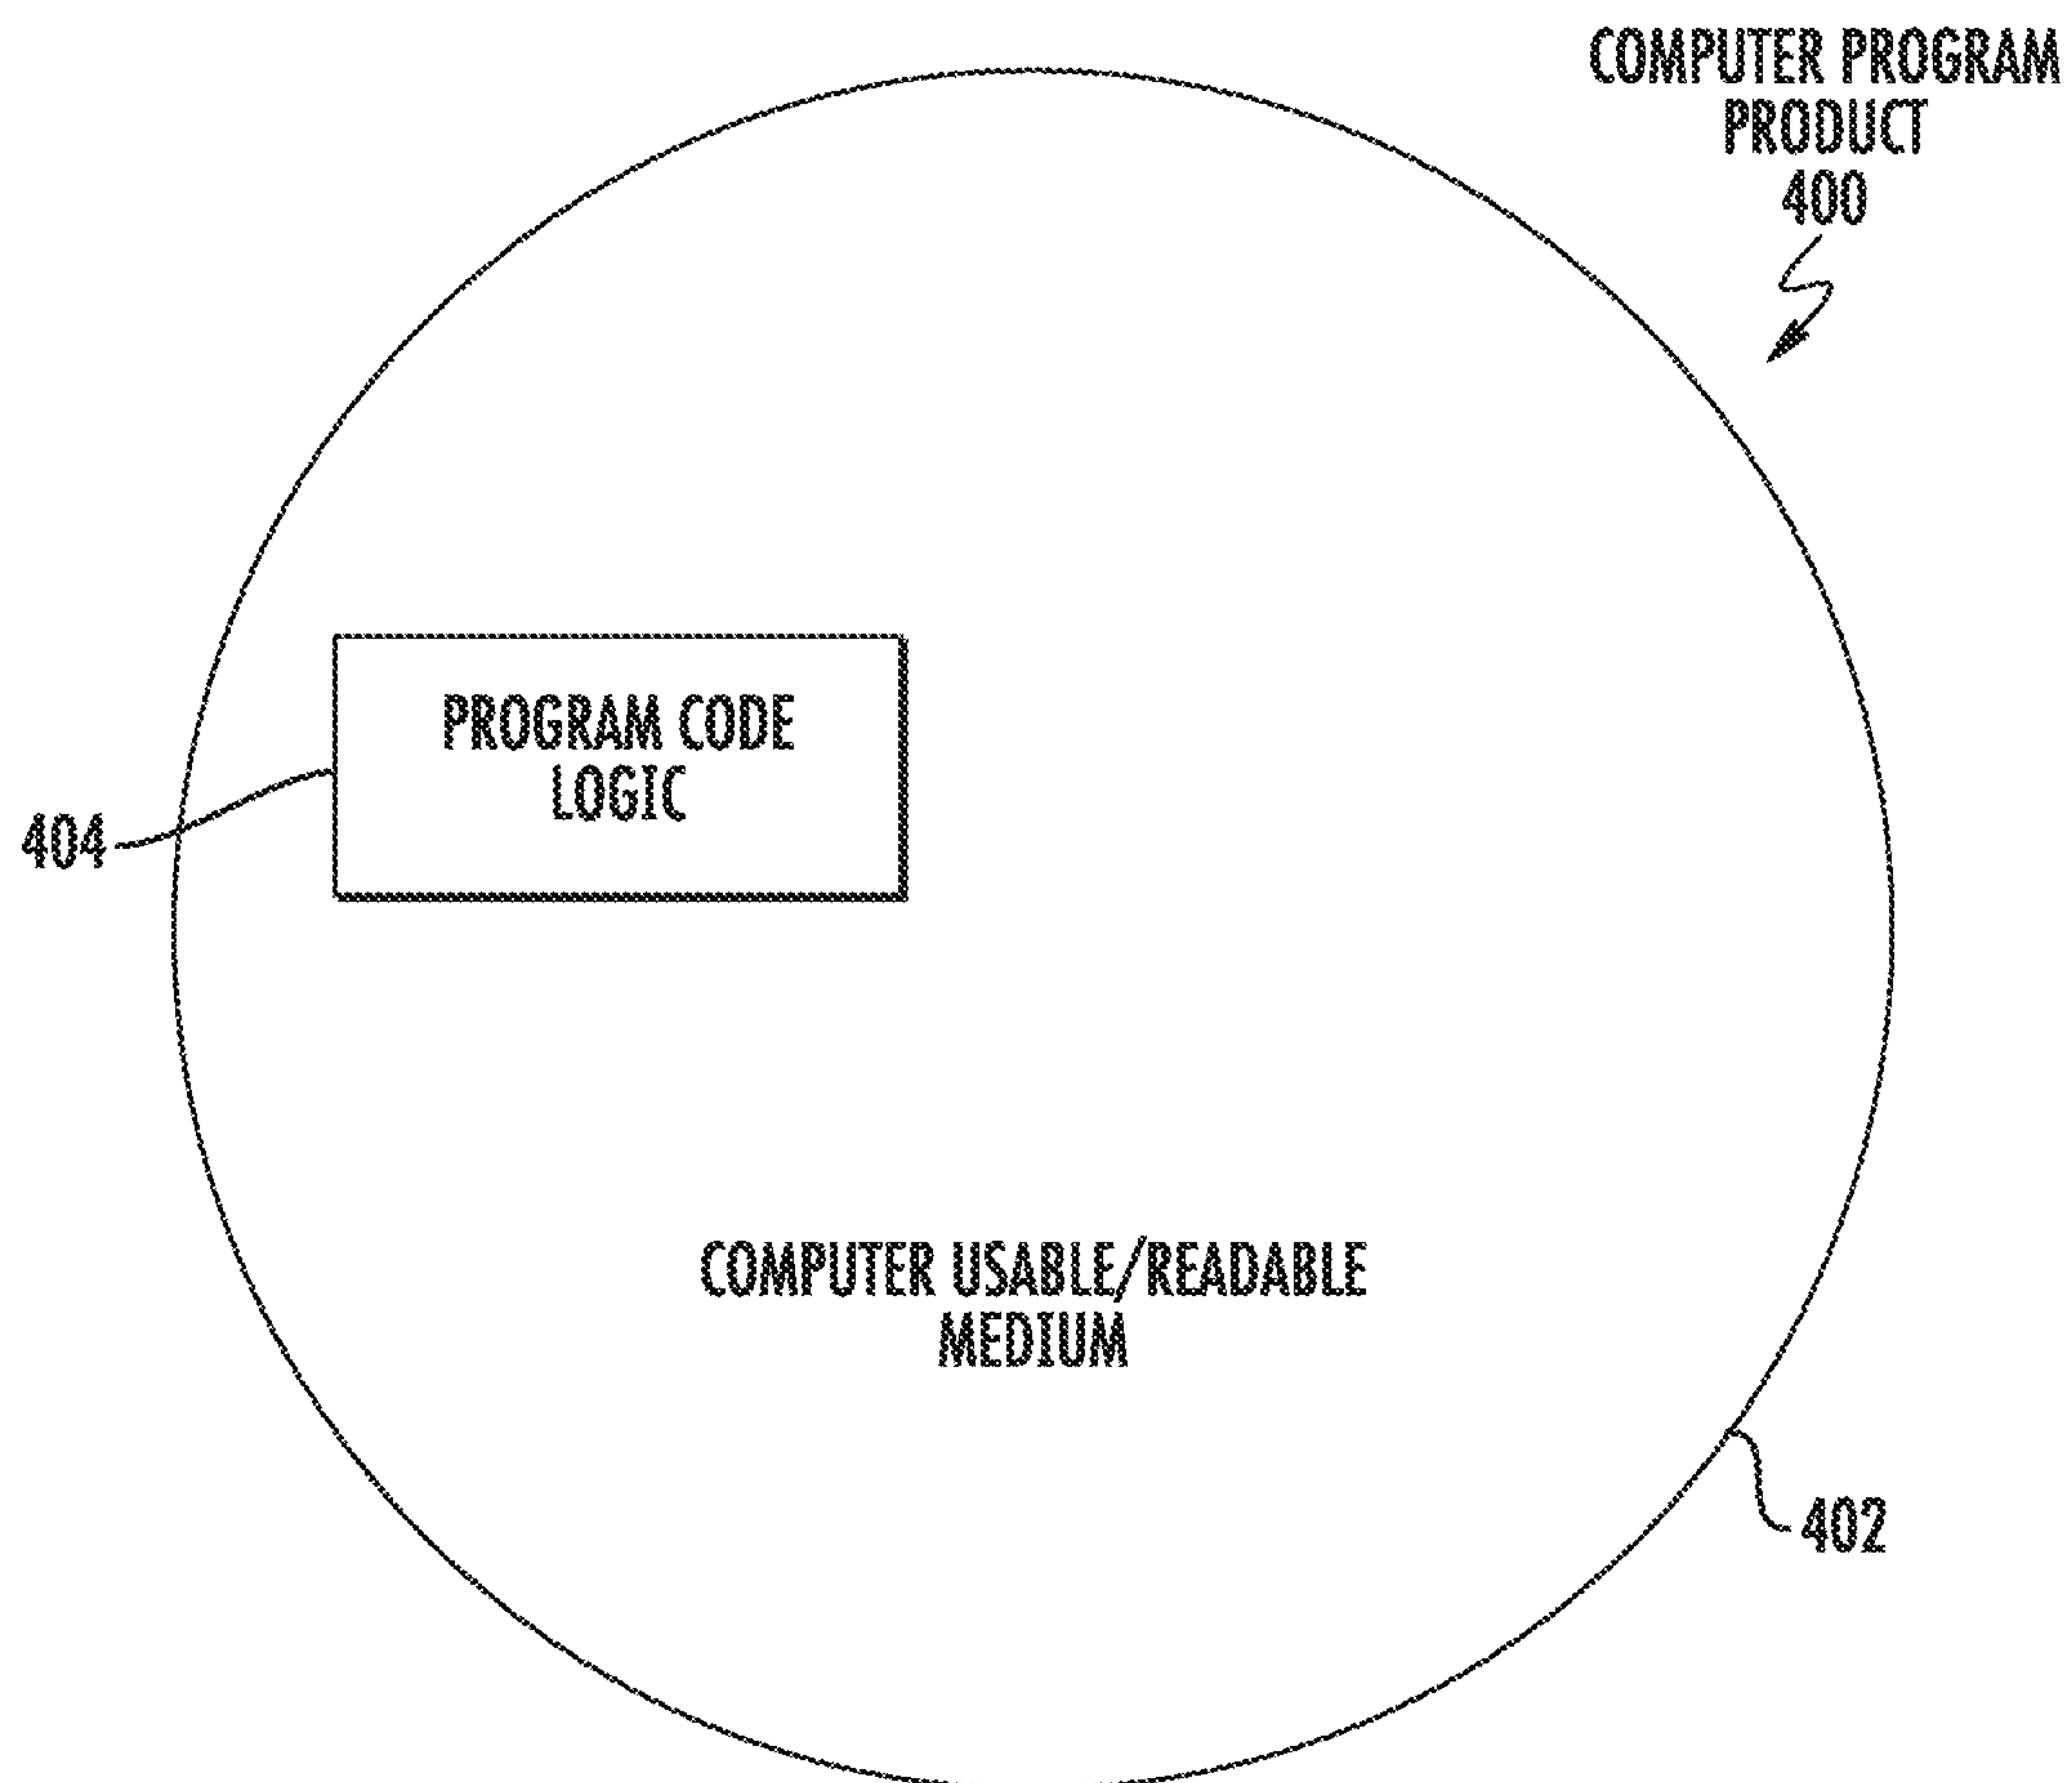 COMPUTER PROGRAM
PRODUCT
400
PROGRAM CODE
LOGIC
404
COMPUTER USABLE/READABLE
MEDIUM
402